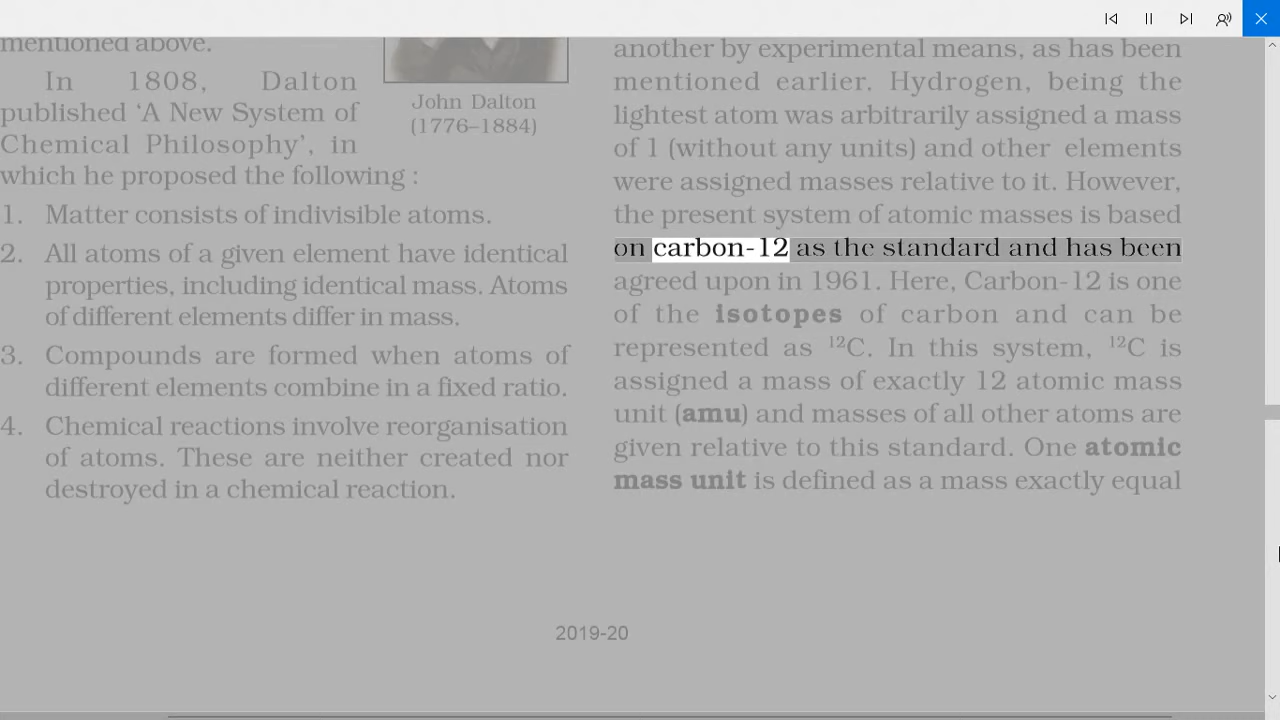 mentioned above.
In 1808, Dalton
published ‘A New System of
Chemical Philosophy’, in
which he proposed the following :
John Dalton
(1776–1884)
1. Matter consists of indivisible atoms.
2. All atoms of a given element have identical
properties, including identical mass. Atoms
of different elements differ in mass.
3. Compounds are formed when atoms of
different elements combine in a fixed ratio.
4. Chemical reactions involve reorganisation
of atoms. These are neither created nor
destroyed in a chemical reaction.
another by experimental means, as has been
mentioned earlier. Hydrogen, being the
lightest atom was arbitrarily assigned a mass
of 1 (without any units) and other elements
were assigned masses relative to it. However,
the present system of atomic masses is based
on carbon-12 as the standard and has been
agreed upon in 1961. Here, Carbon-12 is one
of the isotopes of carbon and can be
represented as ¹²C. In this system, ¹²C is
assigned a mass of exactly 12 atomic mass
unit (amu) and masses of all other atoms are
given relative to this standard. One atomic
mass unit is defined as a mass exactly equal
2019-20